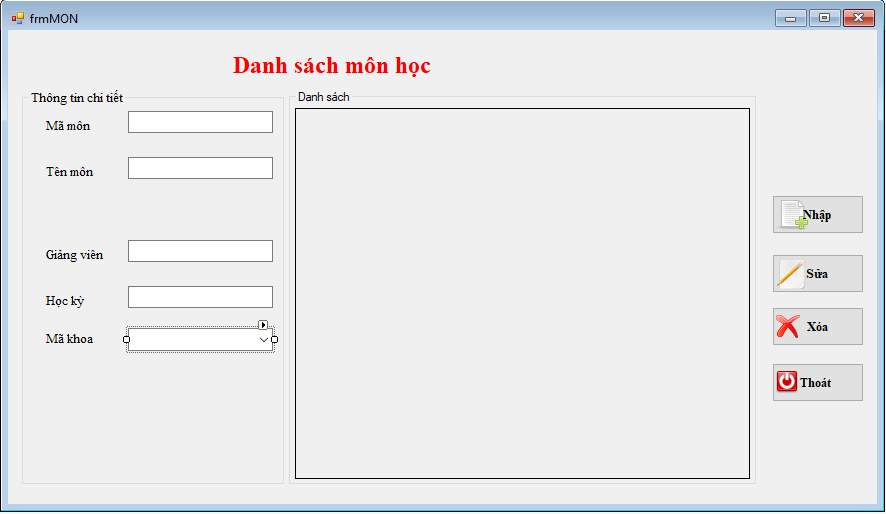 frmMON
Danh sách môn học
Thông tin chi tiết
Mã môn
Tên môn
Giảng viên
Học kỳ
Mã khoa
Danh sách
Nhập
Sửa
Xóa
Thoát